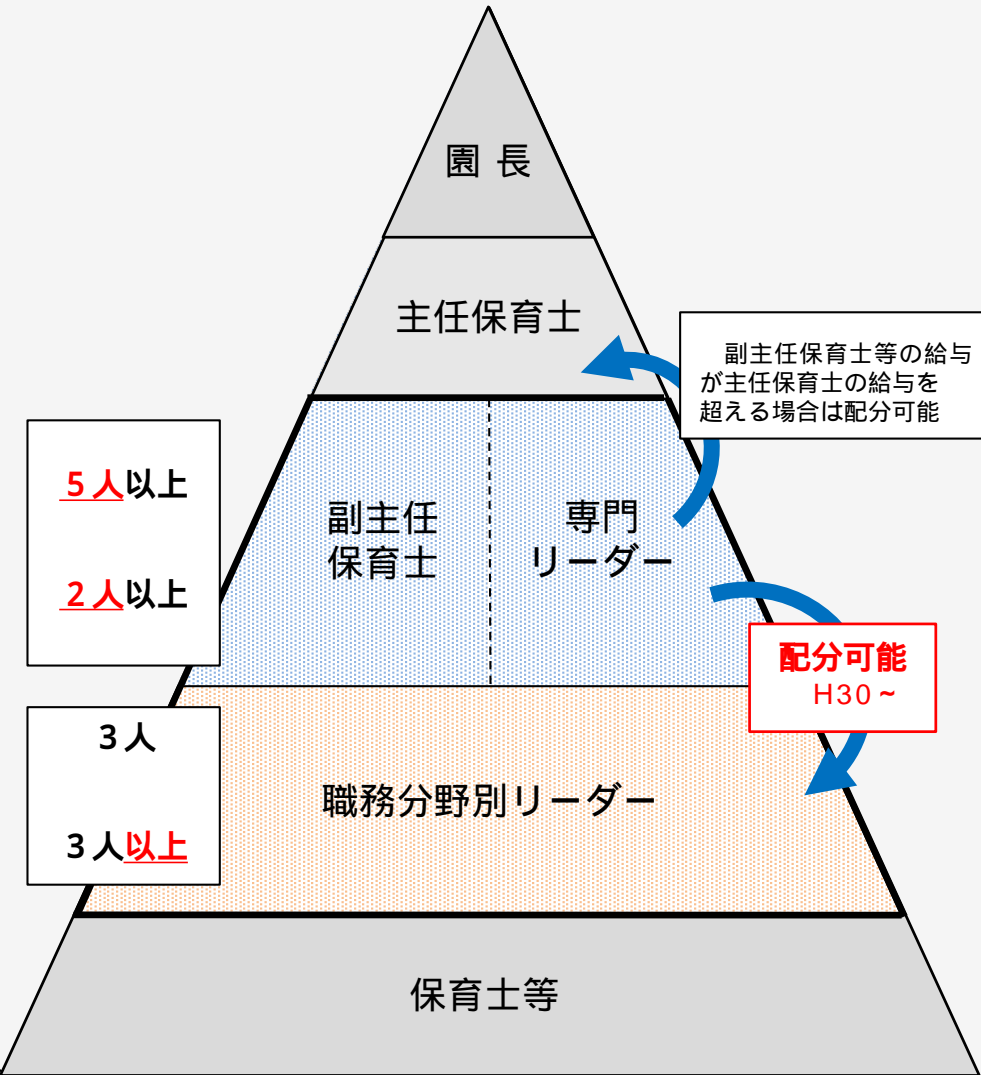 園 長
主任保育士
副主任保育士等の給与
が主任保育士の給与を
超える場合は配分可能
5人以上
2人以上
副主任
保育士
専門
リーダー
配分可能
H30~
3人
3人以上
職務分野別リーダー
保育士等